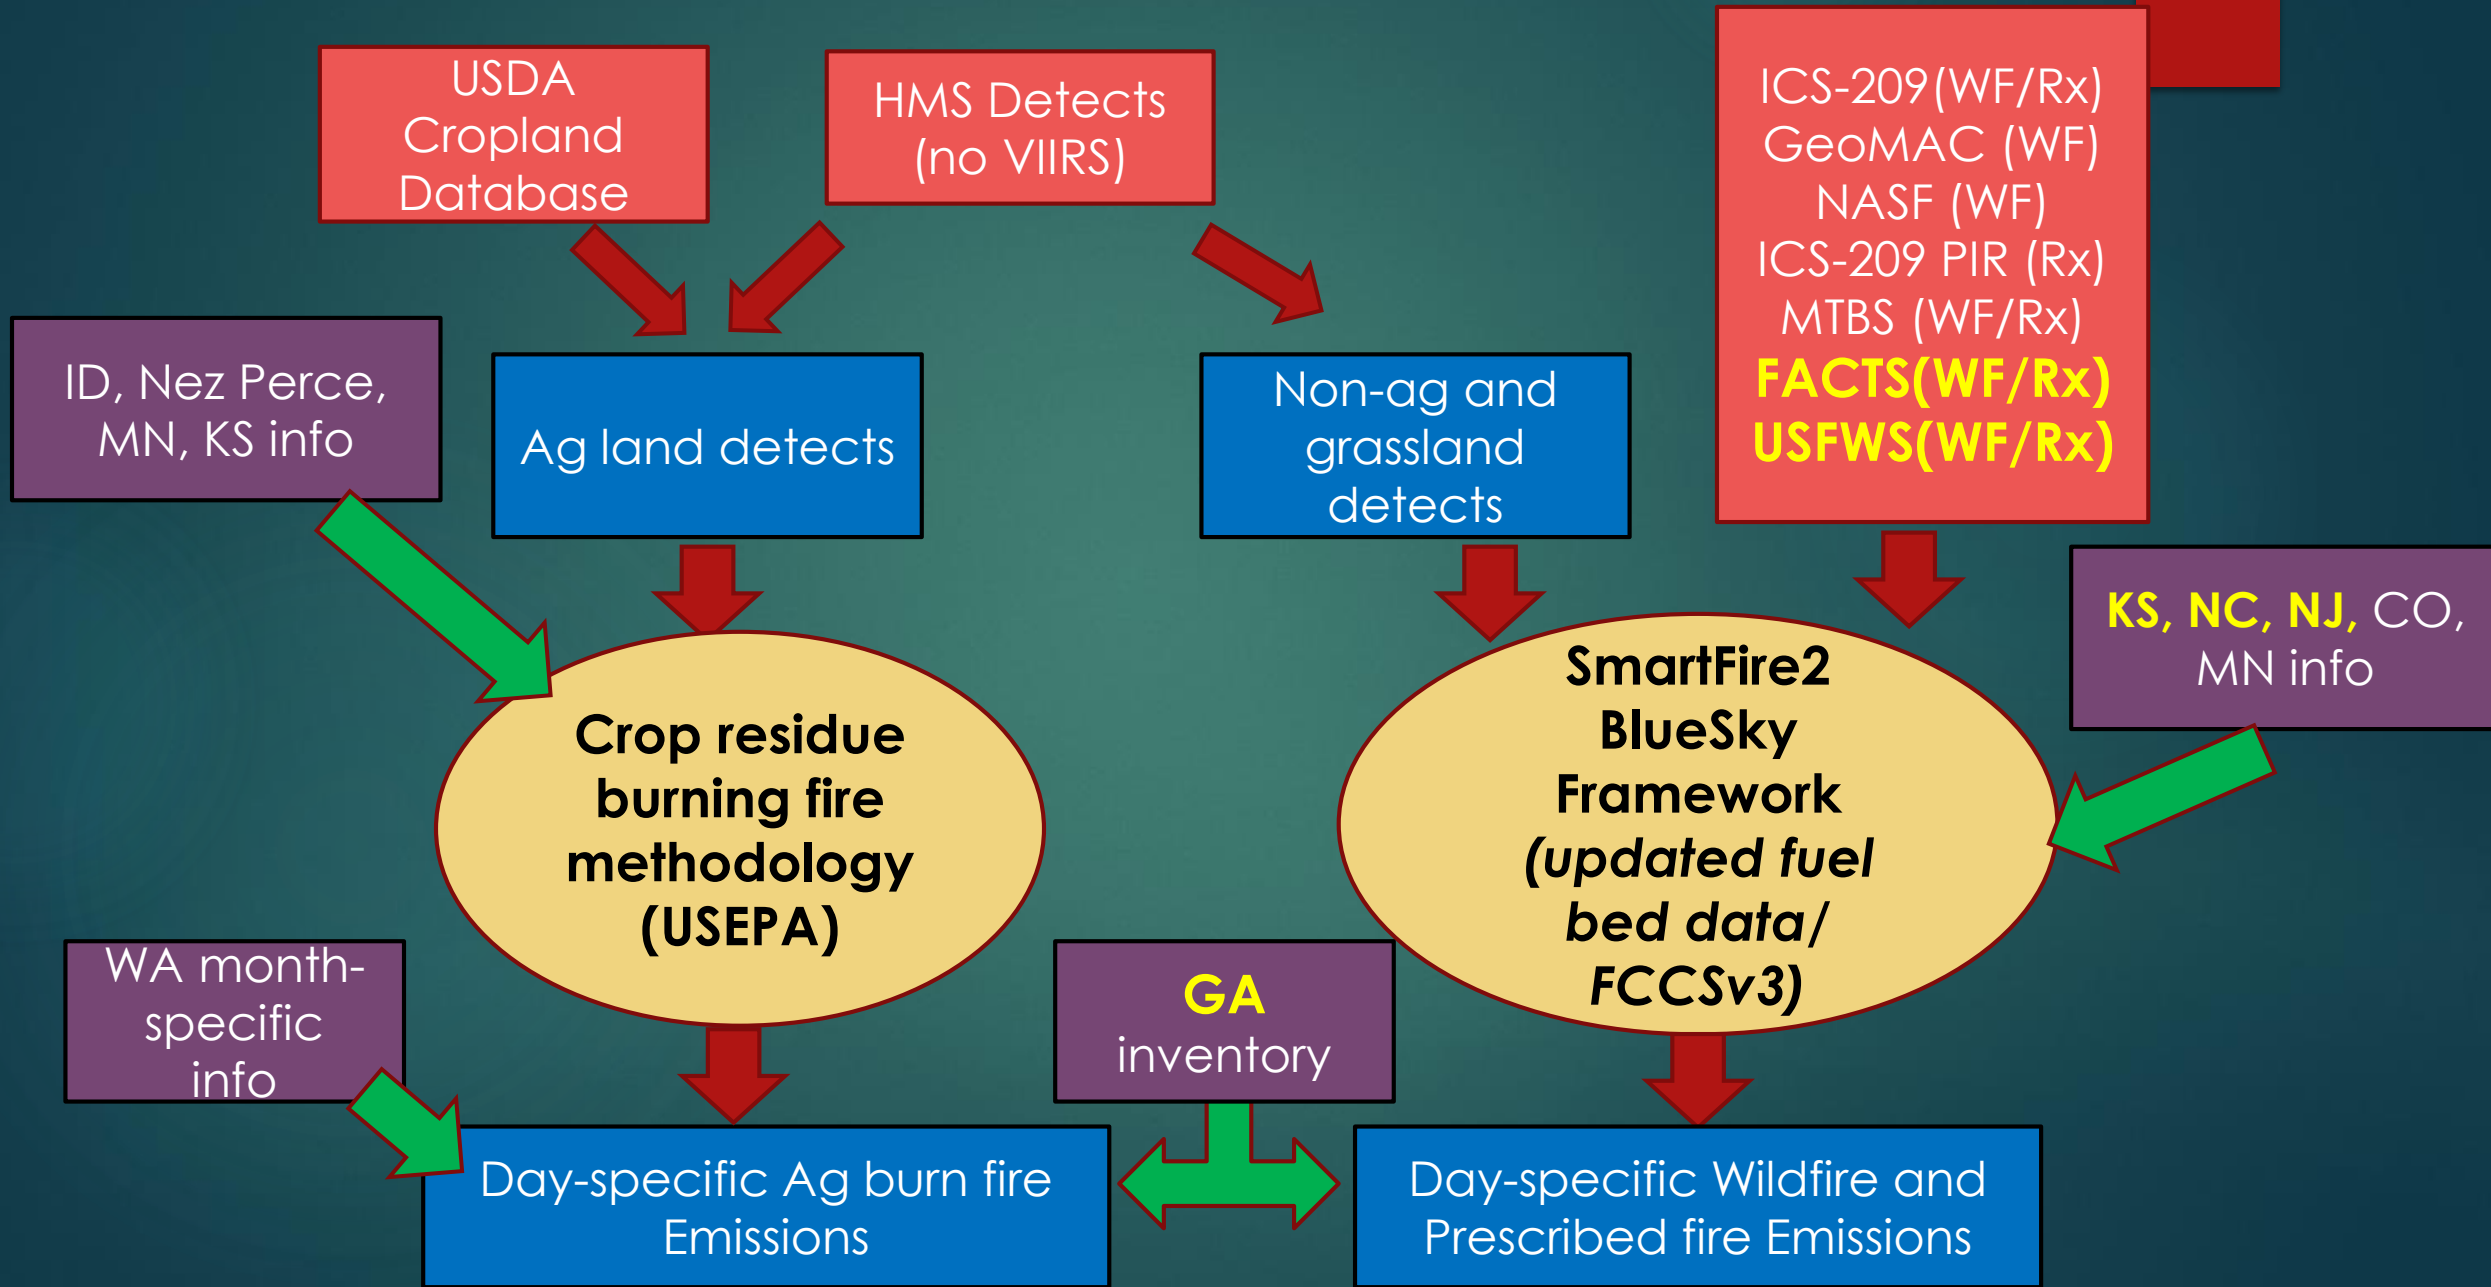 USDA
Cropland
Database
HMS Detects
(no VIIRS)
ICS-209(WF/Rx)
GeoMAC (WF)
NASF (WF)
ICS-209 PIR (Rx)
MTBS (WF/Rx)
FACTS(WF/Rx)
USFWS(WF/Rx)
ID, Nez Perce,
MN, KS info
Ag land detects
Non-ag and
grassland
detects
KS, NC, NJ, CO,
MN info
Crop residue
burning fire
methodology
(USEPA)
SmartFire2
BlueSky
Framework
(updated fuel
bed data/
FCCSv3)
WA month-
specific
info
GA
inventory
Day-specific Ag burn fire
Emissions
Day-specific Wildfire and
Prescribed fire Emissions